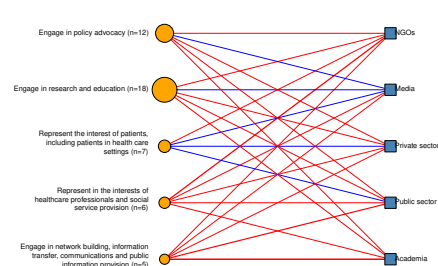 Engage in policy advocacy (n=12)
NGOs
Engage in research and education (n=18)
Media
Represent the interest of patients,
including patients in health care
settings (n=7)
Private sector
Represent in the interests of
healthcare professionals and social
service provision (n=6)
Public sector
Engage in network building, information
transfer, communications and public
information provision (n=5)
Academia